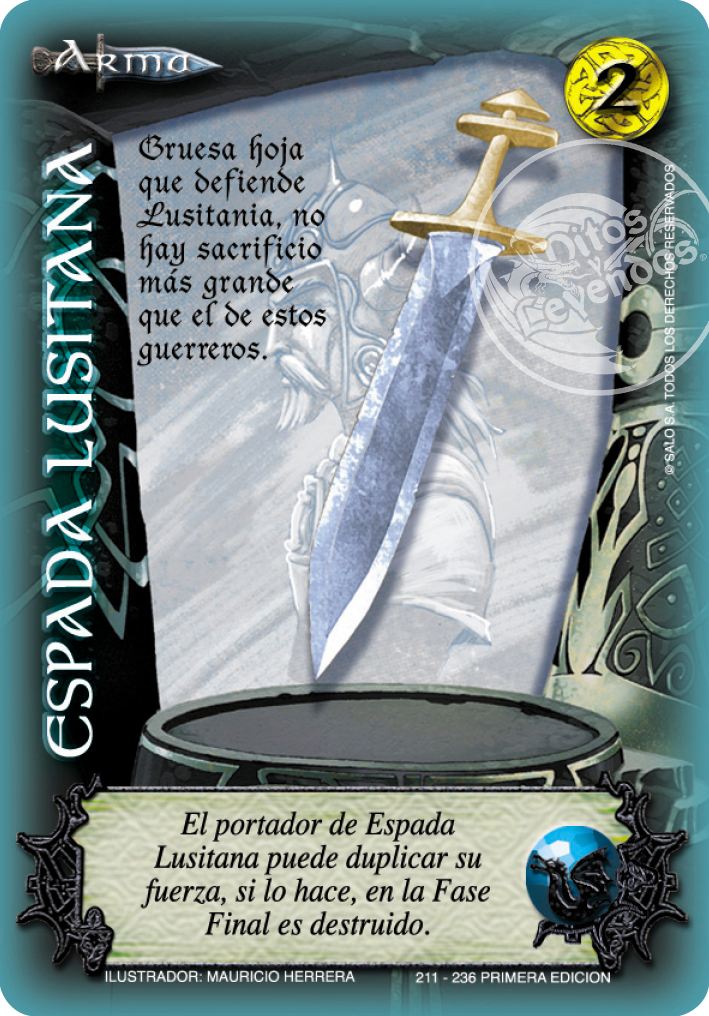 Arma
2
ESPADA LUSITANA
Gruesa hoja
que defiende
Lusitania, no
hay sacrificio
más grande
que el de estos
guerreros.
Mitos
y
Leyendas®
© SALO S.A. TODOS LOS DERECHOS RESERVADOS
El portador de Espada
Lusitana puede duplicar su
fuerza, si lo hace, en la Fase
Final es destruido.
ILUSTRADOR: MAURICIO HERRERA
211 - 236 PRIMERA EDICION